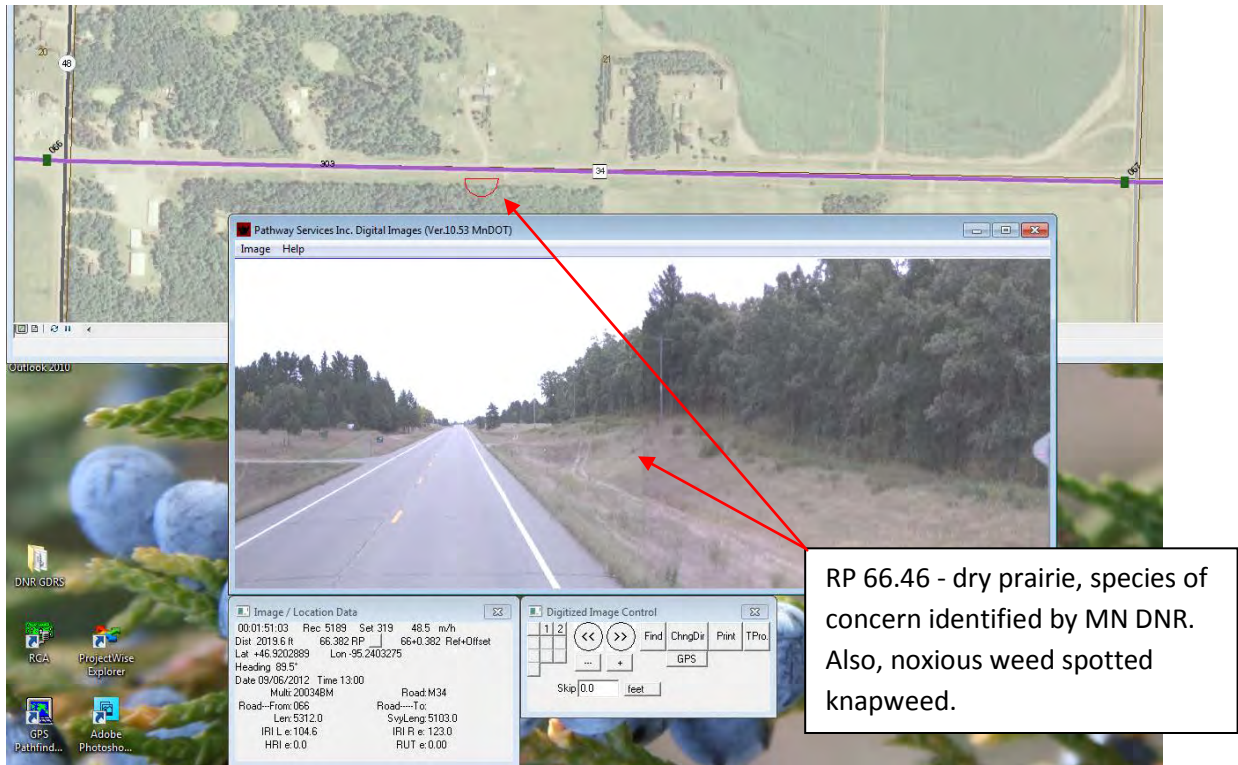 20
48
21
066
303
34
067
Pathway Services Inc. Digital Images (Ver.10.53 MnDOT)
Image Help
Outlook 2010
DNR GDRS
RCA
ProjectWise
Explorer
GPS
Pathfind...
Adobe
Photosho...
Image / Location Data
00:01:51:03 Rec 5189 Set 319 48.5 m/h
Dist 2019.6 ft 66.382 RP 66+0.382 Ref+Offset
Lat +46.9202889 Lon -95.2403275
Heading 89.5°
Date 09/06/2012 Time 13:00
Multi: 20034BM Road: M34
Road--From: 066 Road----To:
Len: 5312.0 SvyLeng: 5103.0
IRI L e: 104.6 IRI R e: 123.0
HRI e: 0.0 RUT e: 0.00
Digitized Image Control
1 2
<< >> Find ChngDir Print TPro.
... + GPS
Skip 0.0 feet
RP 66.46 - dry prairie, species of
concern identified by MN DNR.
Also, noxious weed spotted
knapweed.